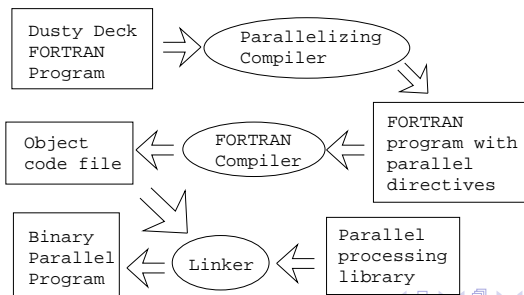 Dusty Deck
FORTRAN
Program
Parallelizing
Compiler
FORTRAN
program with
parallel
directives
FORTRAN
Compiler
Object
code file
Binary
Parallel
Program
Linker
Parallel
processing
library